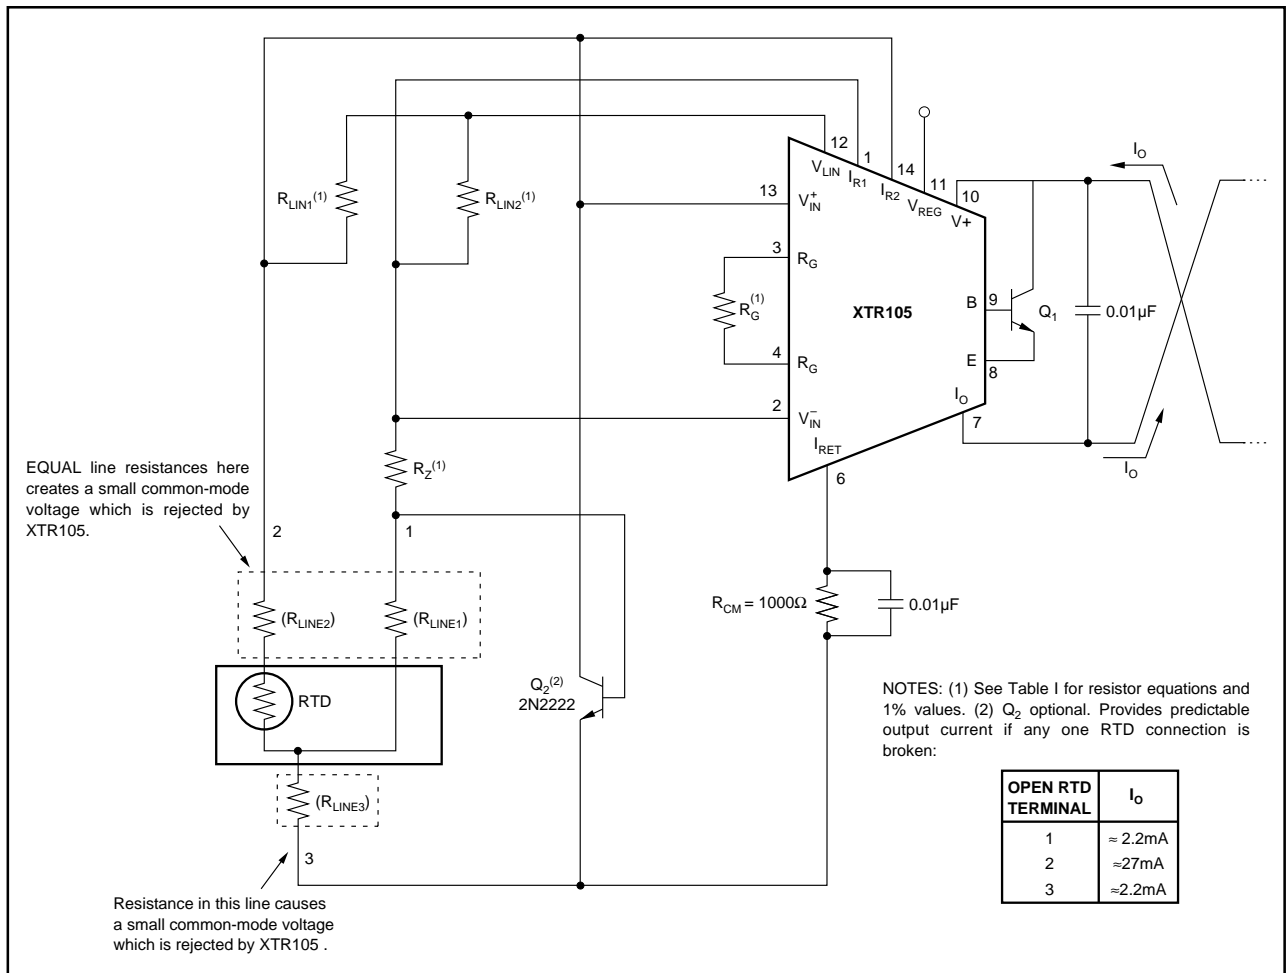 I_O
12
1
14
11
10
V_LIN
I_R1
I_R2
V_REG
V+
R_LIN1^(1)
R_LIN2^(1)
13
V_IN^+
3
R_G
R_G^(1)
XTR105
B
9
Q_1
0.01µF
4
R_G
E
8
2
V_IN^−
I_O
7
I_RET
I_O
6
EQUAL line resistances here
creates a small common-mode
voltage which is rejected by
XTR105.
R_Z^(1)
2
1
(R_LINE2)
(R_LINE1)
R_CM = 1000Ω
0.01µF
RTD
Q_2^(2)
2N2222
(R_LINE3)
3
Resistance in this line causes
a small common-mode voltage
which is rejected by XTR105 .
NOTES: (1) See Table I for resistor equations and
1% values. (2) Q_2 optional. Provides predictable
output current if any one RTD connection is
broken:
OPEN RTD TERMINAL I_O
1 ≈ 2.2mA
2 ≈27mA
3 ≈2.2mA